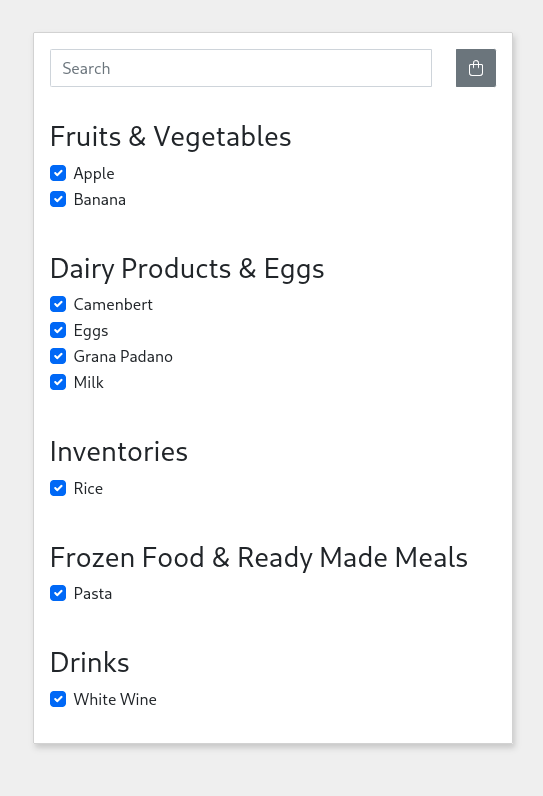 Search
Fruits & Vegetables
Apple
Banana
Dairy Products & Eggs
Camenbert
Eggs
Grana Padano
Milk
Inventories
Rice
Frozen Food & Ready Made Meals
Pasta
Drinks
White Wine